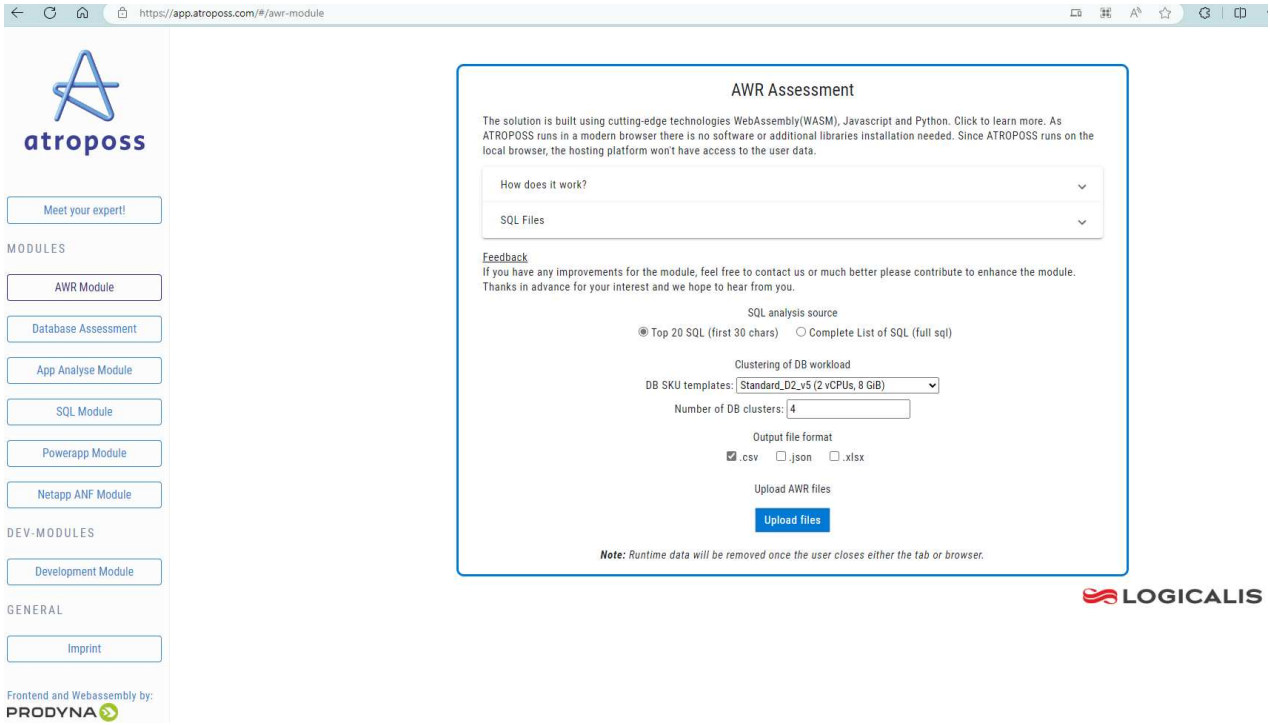 https://app.atroposs.com/#/awr-module
atroposs
Meet your expert!
MODULES
AWR Module
Database Assessment
App Analyse Module
SQL Module
Powerapp Module
Netapp ANF Module
DEV-MODULES
Development Module
GENERAL
Imprint
Frontend and Webassembly by:
PRODYNA
AWR Assessment
The solution is built using cutting-edge technologies WebAssembly(WASM), Javascript and Python. Click to learn more. As
ATROPOSS runs in a modern browser there is no software or additional libraries installation needed. Since ATROPOSS runs on the
local browser, the hosting platform won't have access to the user data.
How does it work?
SQL Files
Feedback
If you have any improvements for the module, feel free to contact us or much better please contribute to enhance the module.
Thanks in advance for your interest and we hope to hear from you.
SQL analysis source
Top 20 SQL (first 30 chars) Complete List of SQL (full sql)
Clustering of DB workload
DB SKU templates: Standard_D2_v5 (2 vCPUs, 8 GiB)
Number of DB clusters: 4
Output file format
.csv .json .xlsx
Upload AWR files
Upload files
Note: Runtime data will be removed once the user closes either the tab or browser.
LOGICALIS